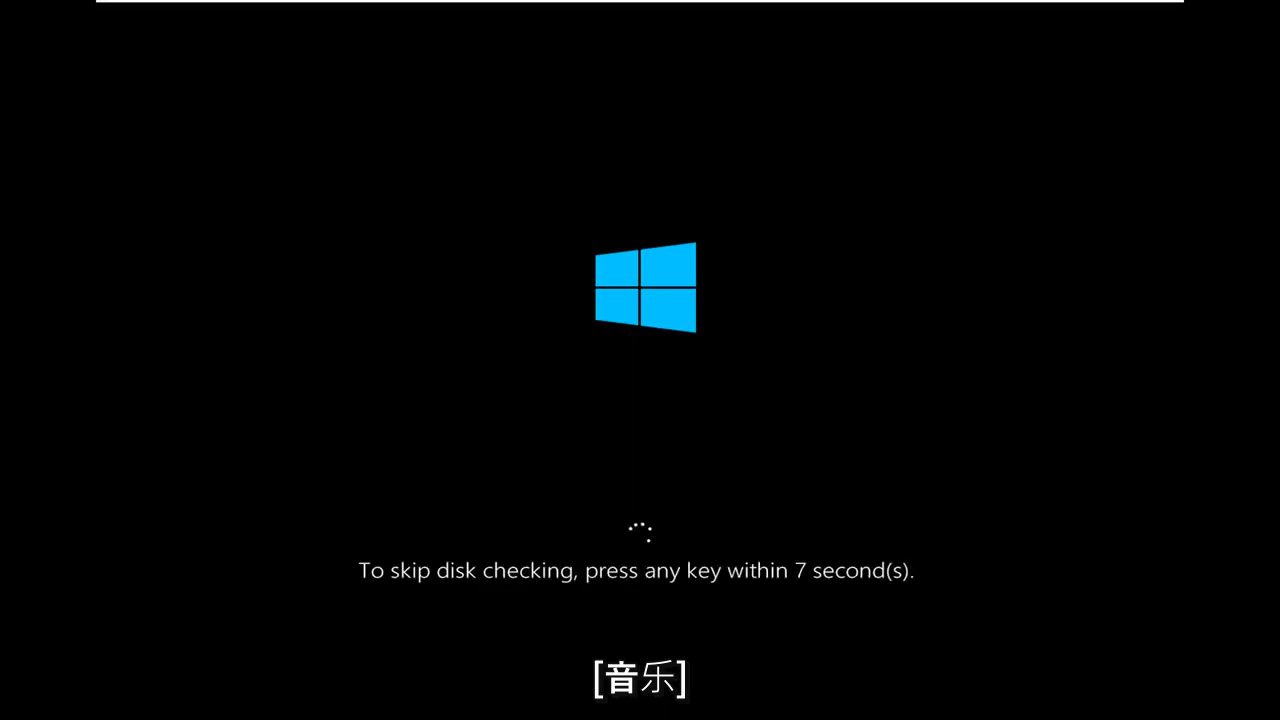 To skip disk checking, press any key within 7 second(s).
[音乐]